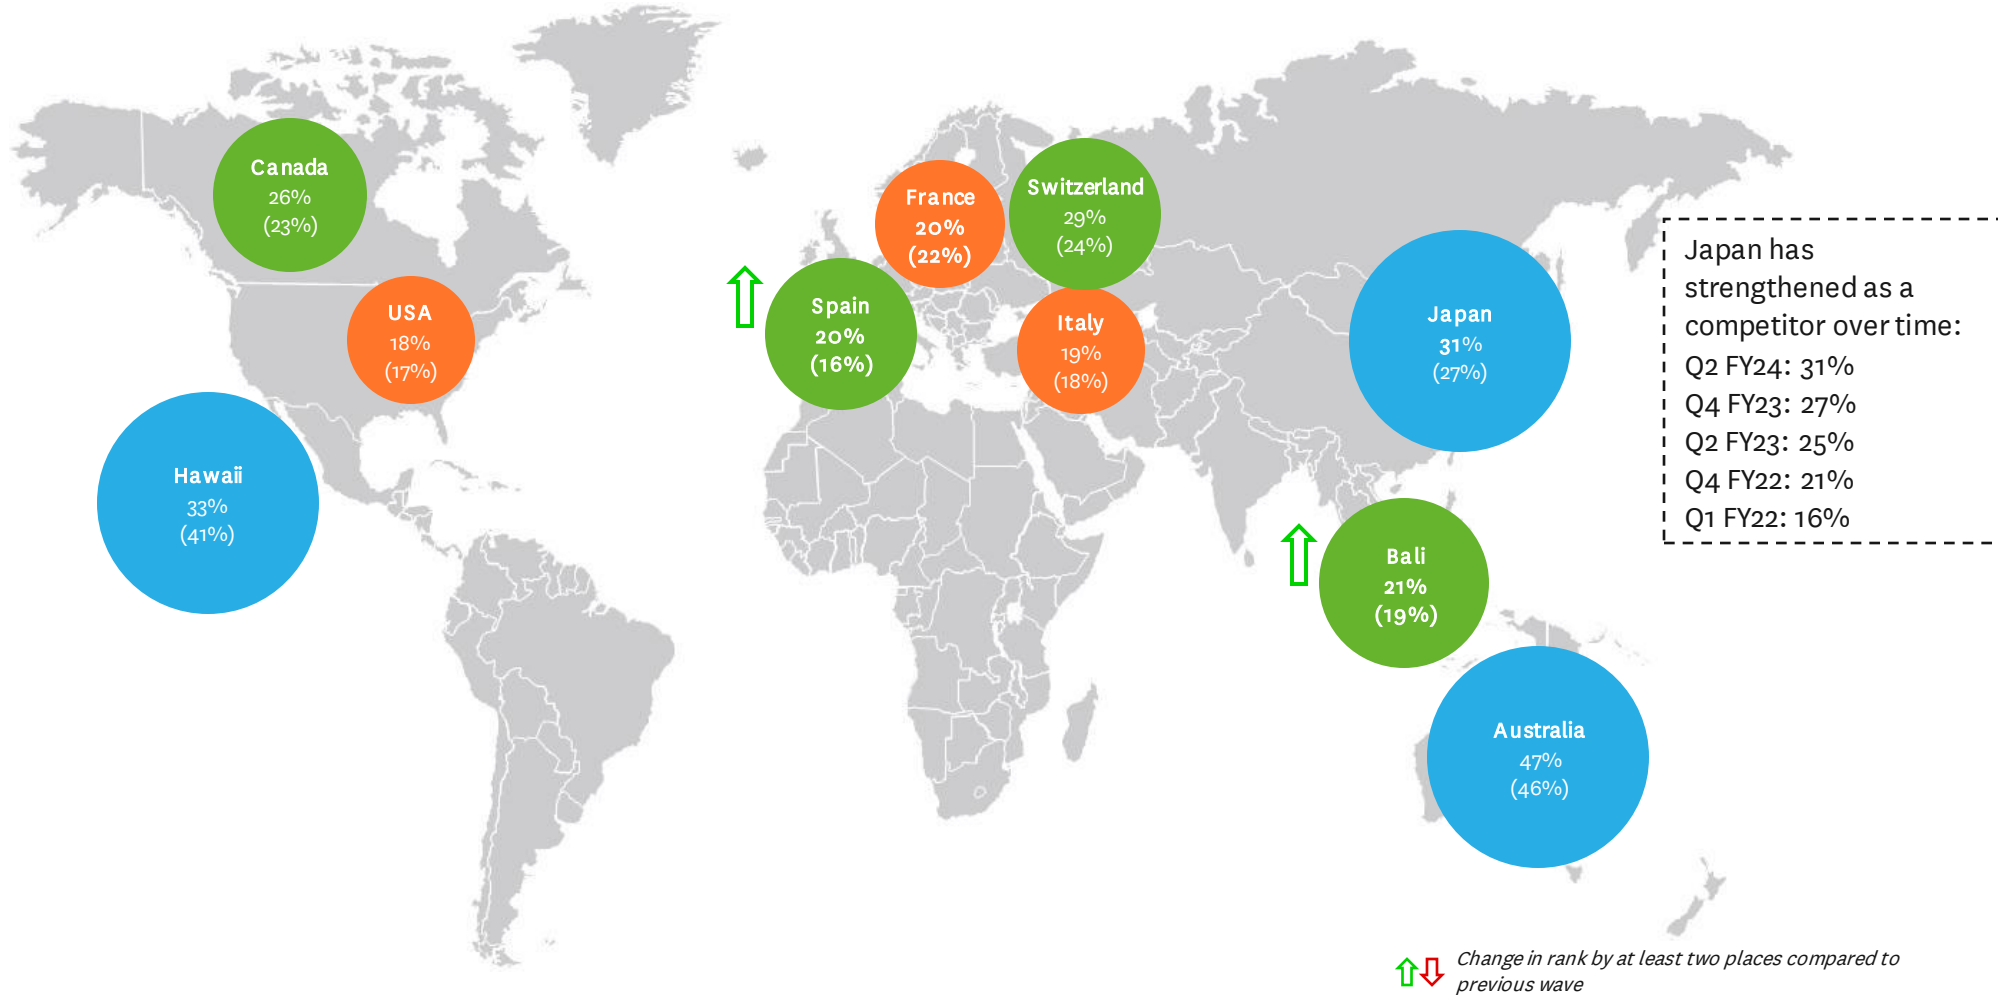 Canada
26%
(23%)
USA
18%
(17%)
Hawaii
33%
(41%)
France
20%
(22%)
Switzerland
29%
(24%)
Spain
20%
(16%)
Italy
19%
(18%)
Japan
31%
(27%)
Bali
21%
(19%)
Australia
47%
(46%)
Japan has
strengthened as a
competitor over time:
Q2 FY24: 31%
Q4 FY23: 27%
Q2 FY23: 25%
Q4 FY22: 21%
Q1 FY22: 16%
Change in rank by at least two places compared to
previous wave